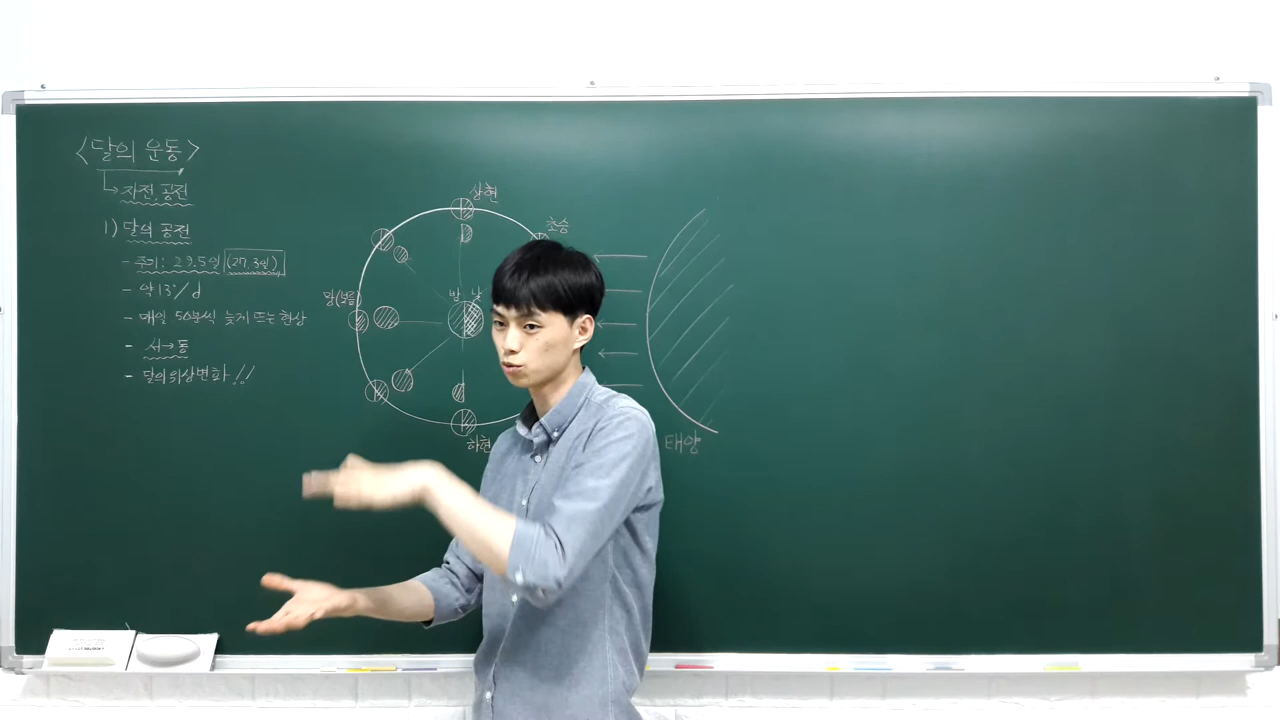 <달의 운동>
자전, 공전
1) 달의 공전
- 주기: 29.5일 (27.3일)
- 약 13°/d
- 매일 50분씩 늦게 뜨는 현상
- 서→동
- 달의 위상변화!!
상현
초승
망(보름)
밤 낮
하현
태양